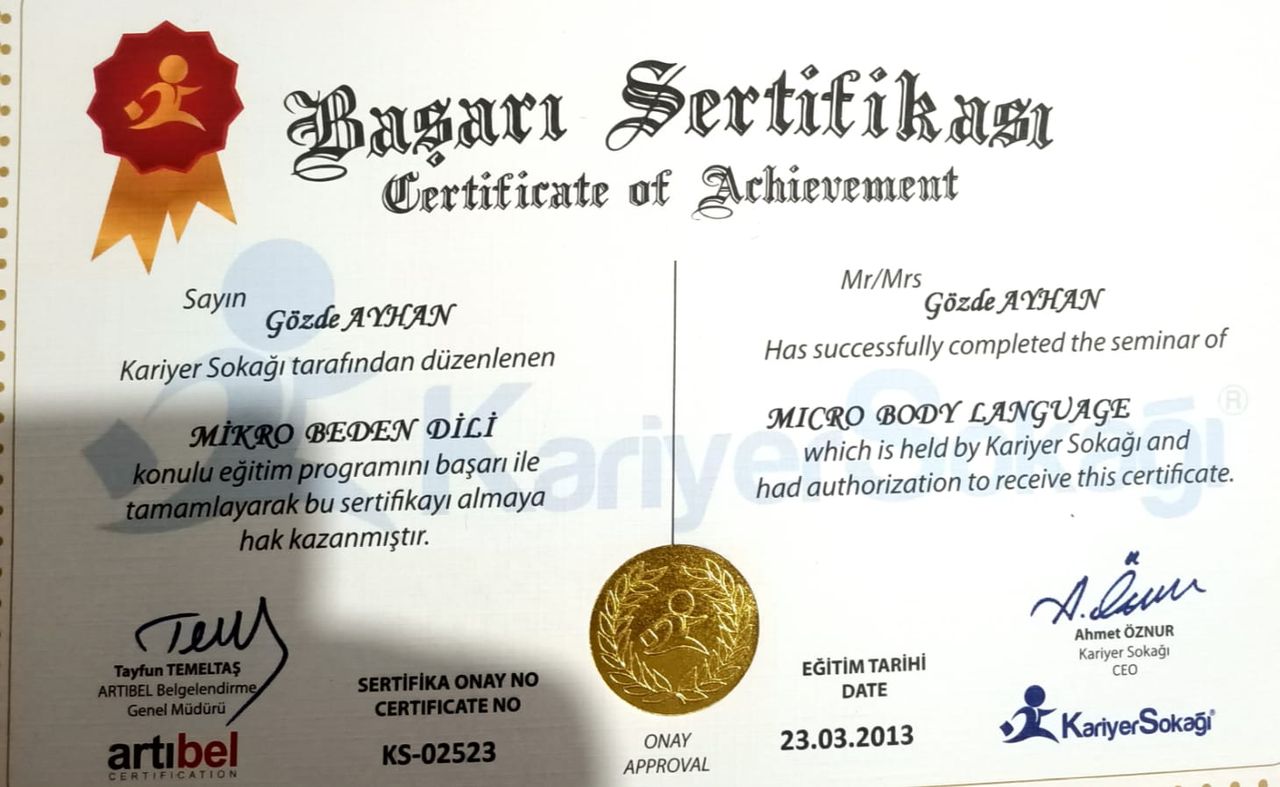 Başarı Sertifikası
Certificate of Achievement
Sayın
Gözde AYHAN
Kariyer Sokağı tarafından düzenlenen
MİKRO BEDEN DİLİ
konulu eğitim programını başarı ile
tamamlayarak bu sertifikayı almaya
hak kazanmıştır.
Mr/Mrs
Gözde AYHAN
Has successfully completed the seminar of
MICRO BODY LANGUAGE
which is held by Kariyer Sokağı and
had authorization to receive this certificate.
KariyerSokağı®
Tayfun TEMELTAŞ
ARTIBEL Belgelendirme
Genel Müdürü
artıbel
CERTIFICATION
SERTİFİKA ONAY NO
CERTIFICATE NO
KS-02523
ONAY
APPROVAL
EĞİTİM TARİHİ
DATE
23.03.2013
A. Öznur
Ahmet ÖZNUR
Kariyer Sokağı
CEO
KariyerSokağı®